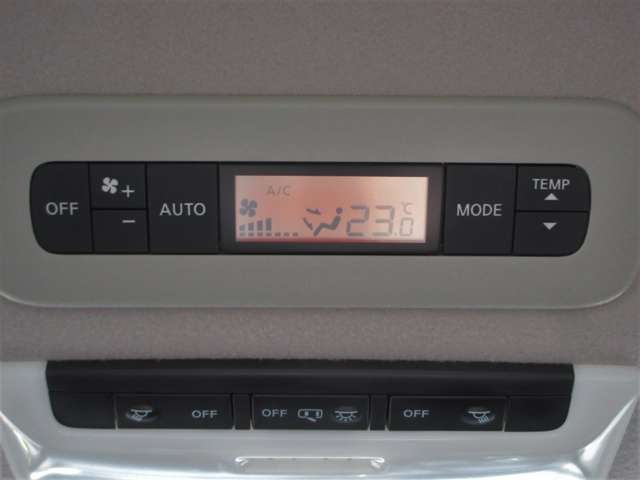 OFF + - AUTO A/C 23.0 °C MODE TEMP
OFF OFF OFF